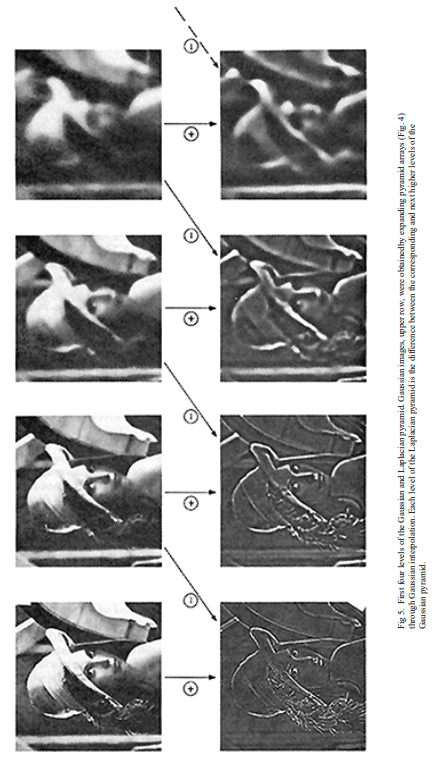 Fig 5. First four levels of the Gaussian and Laplacian pyramid. Gaussian images, upper row, were obtainedby expanding pyramid arrays (Fig. 4)
through Gaussian interpolation. Each level of the Laplacian pyramid is the difference between the corresponding and next higher levels of the
Gaussian pyramid.